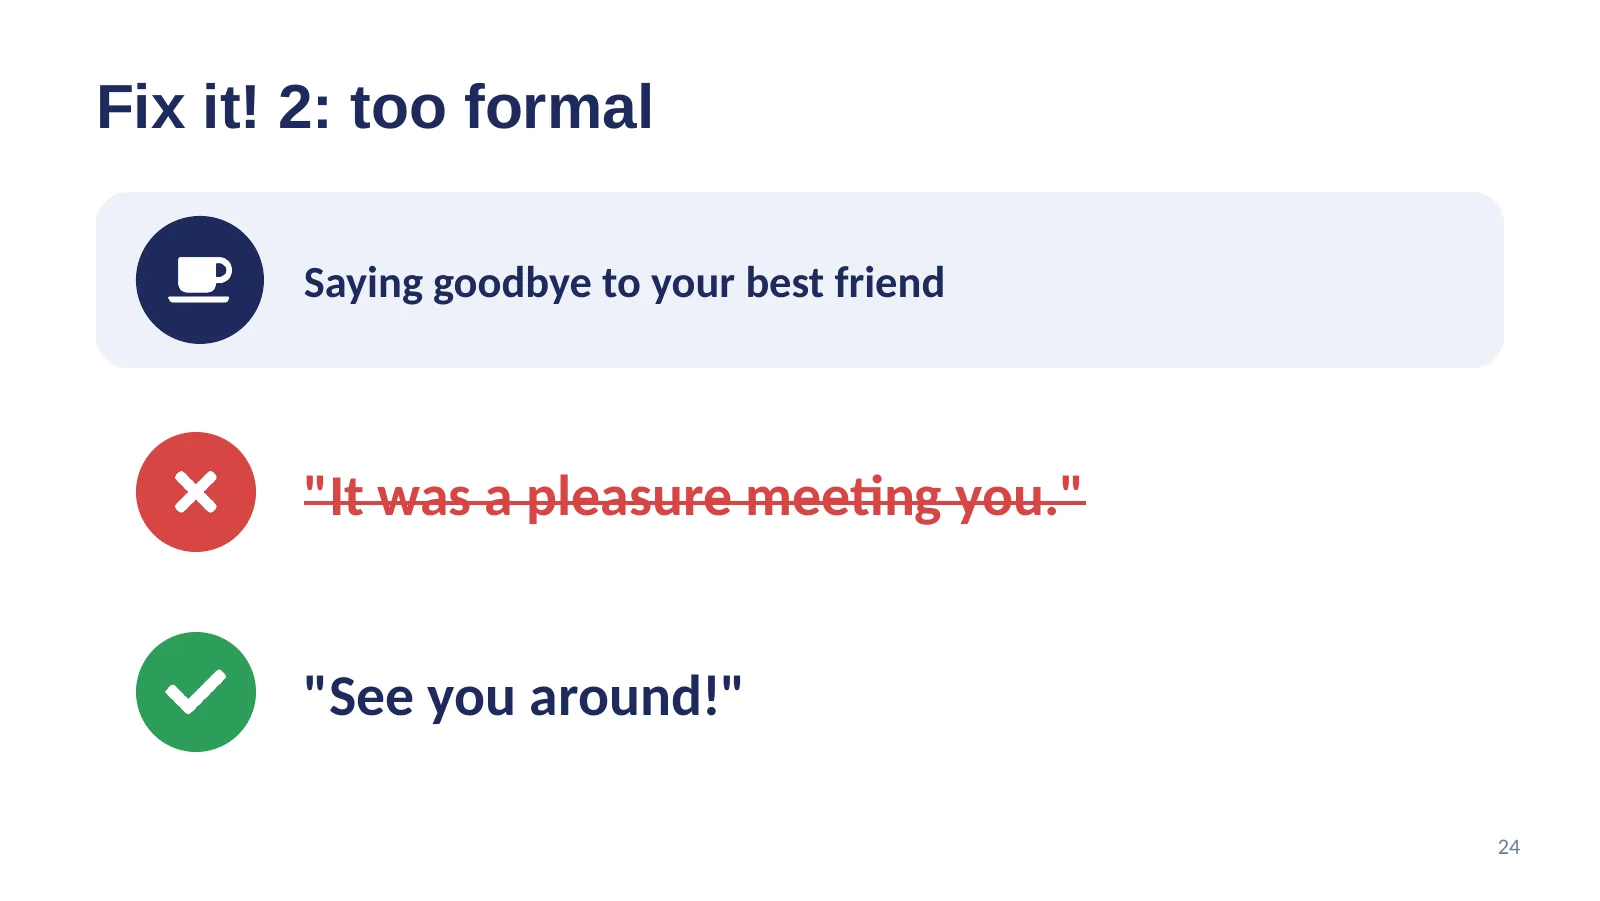 Fix it! 2: too formal
Saying goodbye to your best friend
"It was a pleasure meeting you."
"See you around!"
24